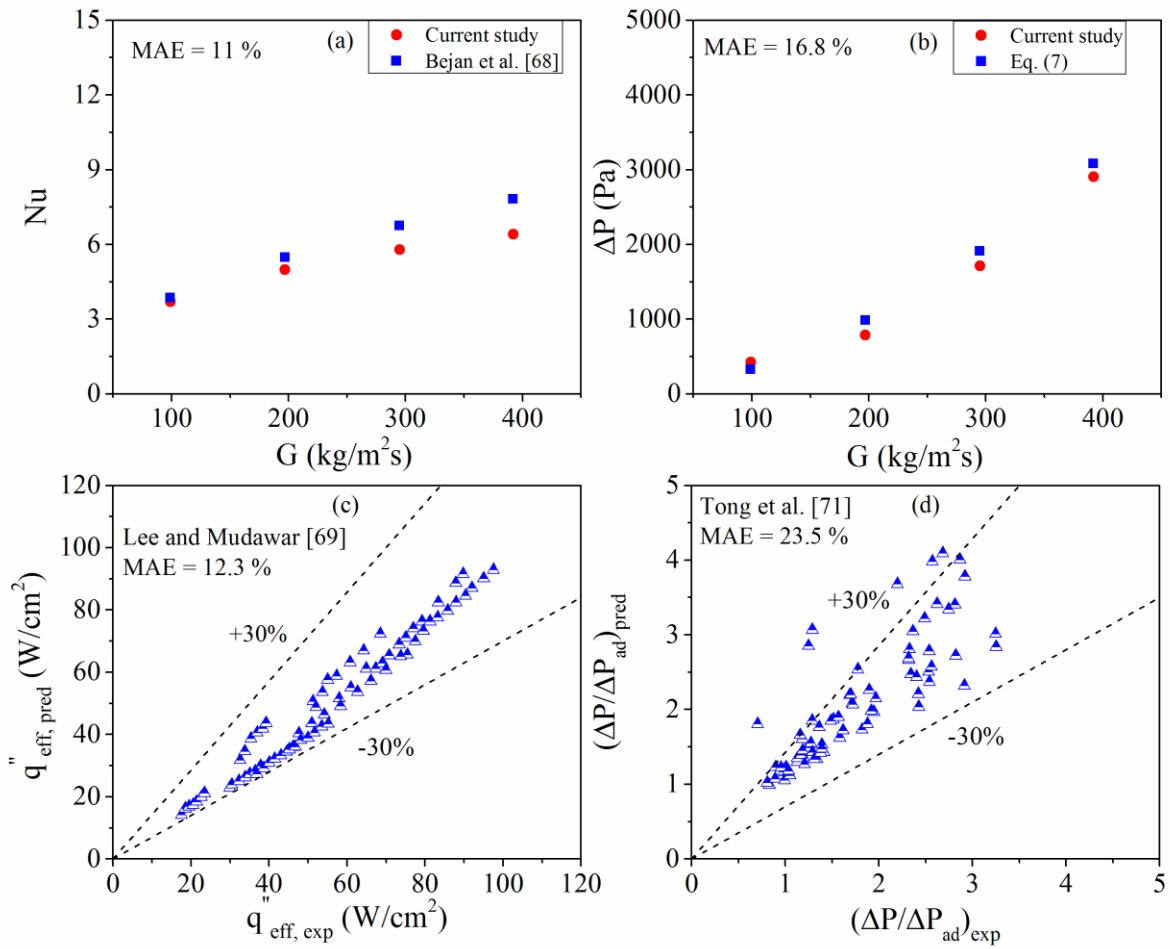 15
12
9
6
3
0
Nu
MAE = 11 %
(a)
Current study
Bejan et al. [68]
100
200
300
400
G (kg/m²s)
5000
4000
3000
2000
1000
0
ΔP (Pa)
MAE = 16.8 %
(b)
Current study
Eq. (7)
100
200
300
400
G (kg/m²s)
120
100
80
60
40
20
0
q"eff, pred (W/cm²)
(c)
Lee and Mudawar [69]
MAE = 12.3 %
+30%
-30%
0
20
40
60
80
100
120
q"eff, exp (W/cm²)
5
4
3
2
1
0
(ΔP/ΔPad)pred
Tong et al. [71]
(d)
MAE = 23.5 %
+30%
-30%
1
2
3
4
5
(ΔP/ΔPad)exp